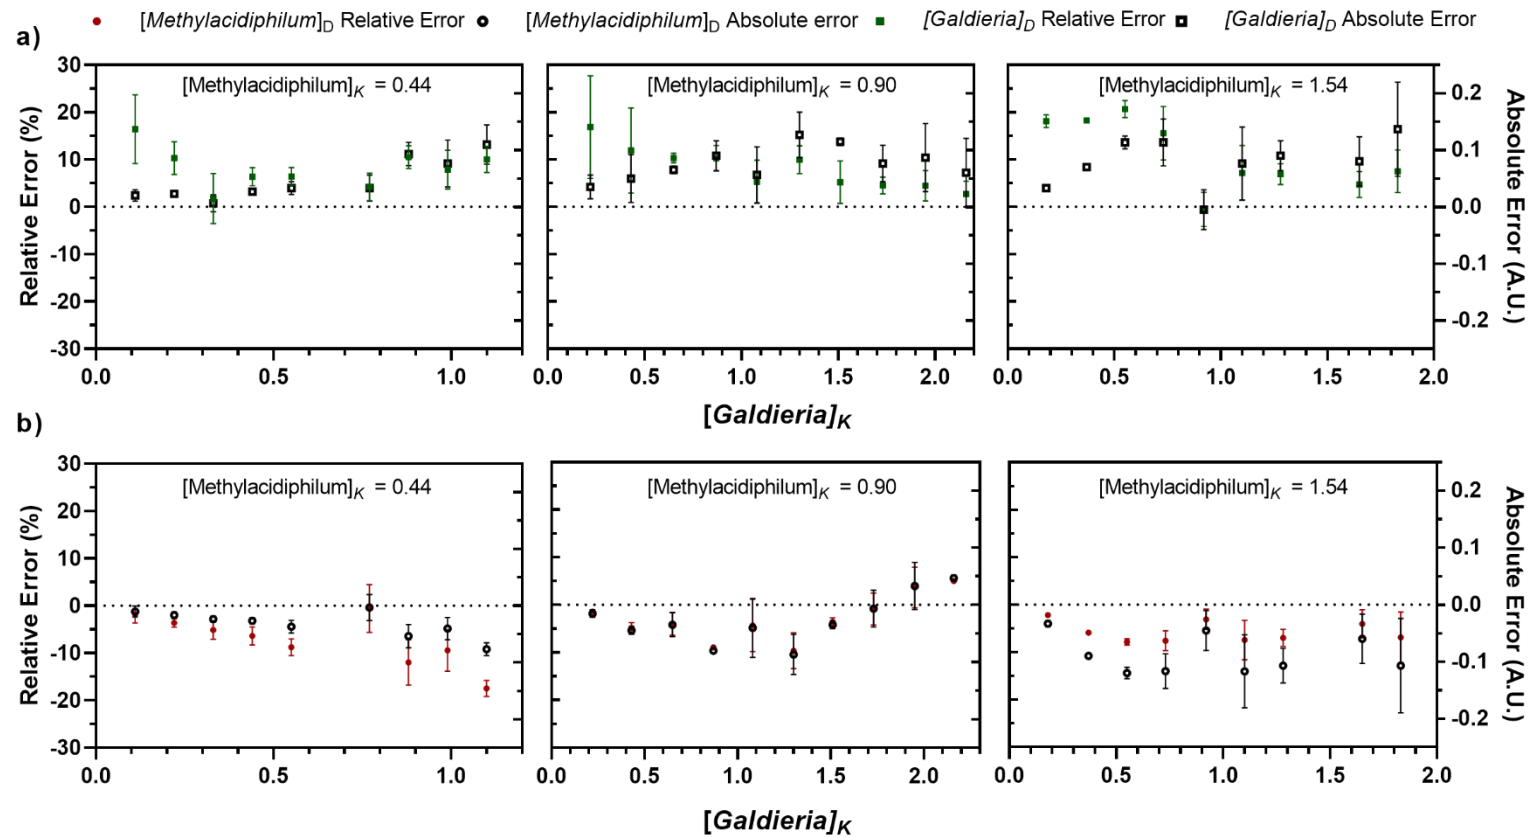 [Methylacidiphilum]D Relative Error [Methylacidiphilum]D Absolute error [Galdieria]D Relative Error [Galdieria]D Absolute Error
a)
[Methylacidiphilum]K = 0.44
[Methylacidiphilum]K = 0.90
[Methylacidiphilum]K = 1.54
Relative Error (%)
30
20
10
0
-10
-20
-30
0.2
0.1
0.0
-0.1
-0.2
Absolute Error (A.U.)
0.0 0.5 1.0
0.0 0.5 1.0 1.5 2.0
0.0 0.5 1.0 1.5 2.0
[Galdieria]K
b)
[Methylacidiphilum]K = 0.44
[Methylacidiphilum]K = 0.90
[Methylacidiphilum]K = 1.54
Relative Error (%)
30
20
10
0
-10
-20
-30
0.2
0.1
0.0
-0.1
-0.2
Absolute Error (A.U.)
0.0 0.5 1.0
0.0 0.5 1.0 1.5 2.0
0.0 0.5 1.0 1.5 2.0
[Galdieria]K